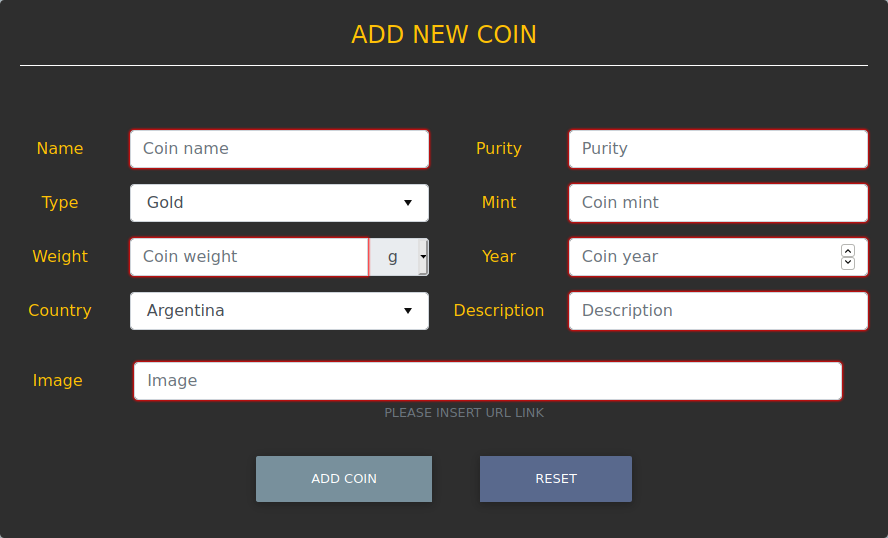 ADD NEW COIN
Name Coin name Purity Purity
Type Gold Mint Coin mint
Weight Coin weight g Year Coin year
Country Argentina Description Description
Image Image
PLEASE INSERT URL LINK
ADD COIN RESET